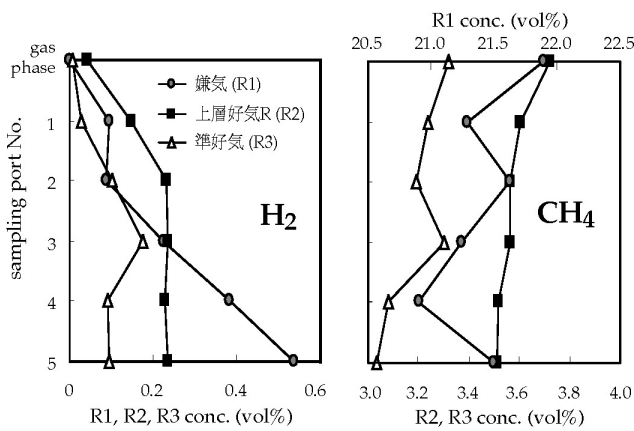 R1 conc. (vol%)
20.5 21.0 21.5 22.0 22.5
gas
phase
嫌気 (R1)
上層好気R (R2)
準好気 (R3)
1
2
3
4
5
sampling port No.
H2
CH4
0 0.2 0.4 0.6
3.0 3.2 3.4 3.6 3.8 4.0
R1, R2, R3 conc. (vol%)
R2, R3 conc. (vol%)